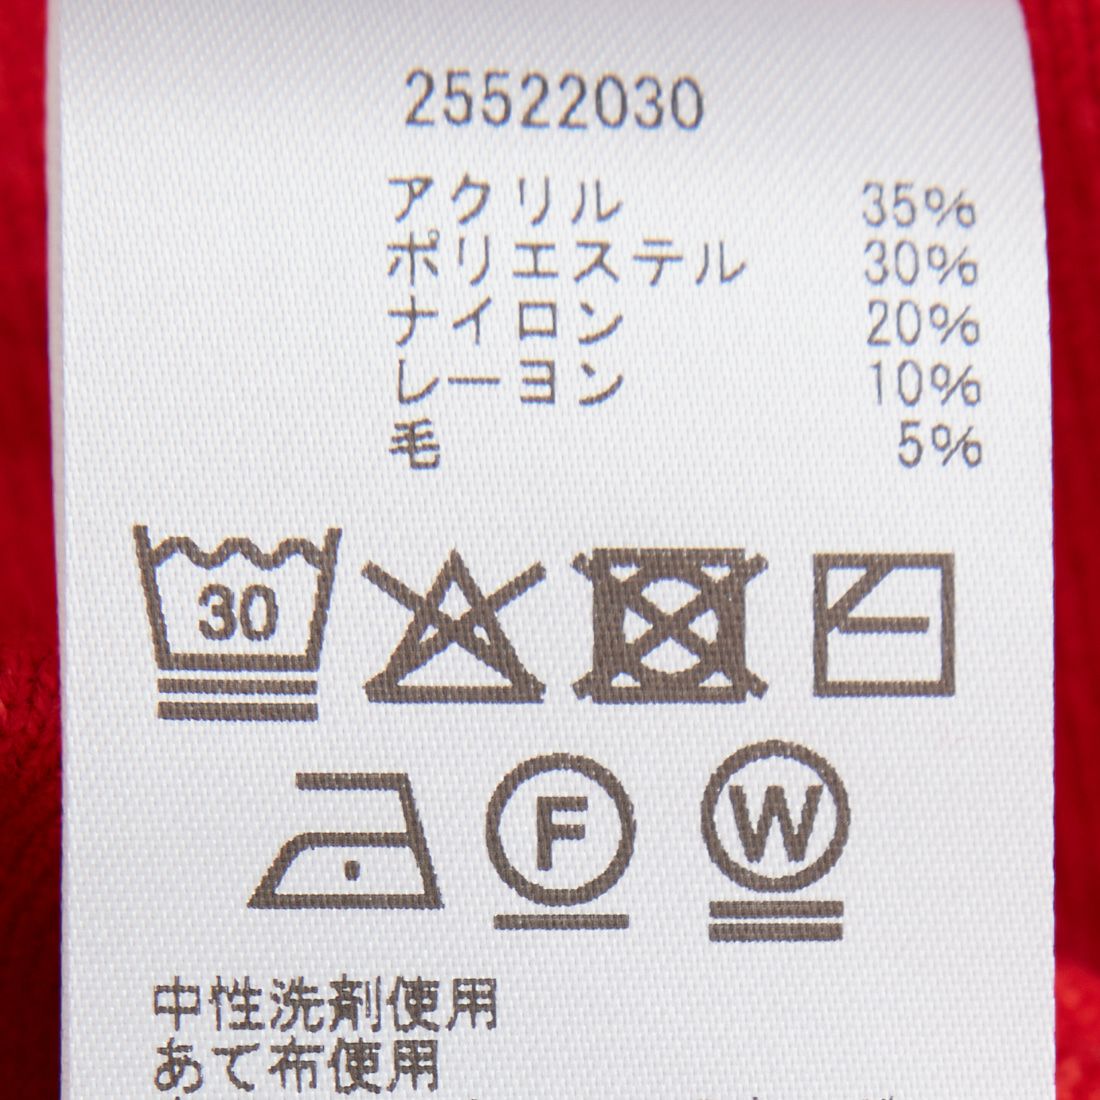 25522030
アクリル 35%
ポリエステル 30%
ナイロン 20%
レーヨン 10%
毛 5%
30
F W
中性洗剤使用
あて布使用